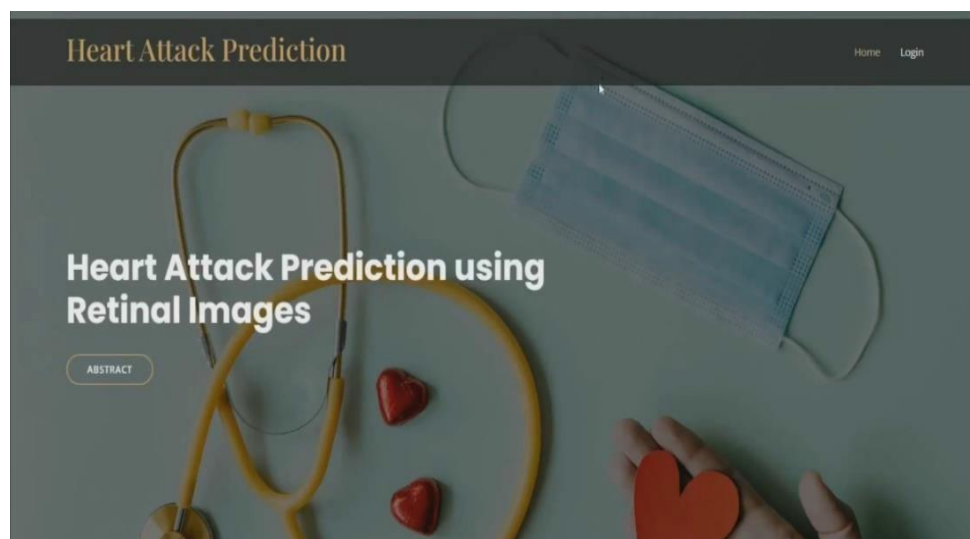 Heart Attack Prediction
Home Login
Heart Attack Prediction using
Retinal Images
ABSTRACT